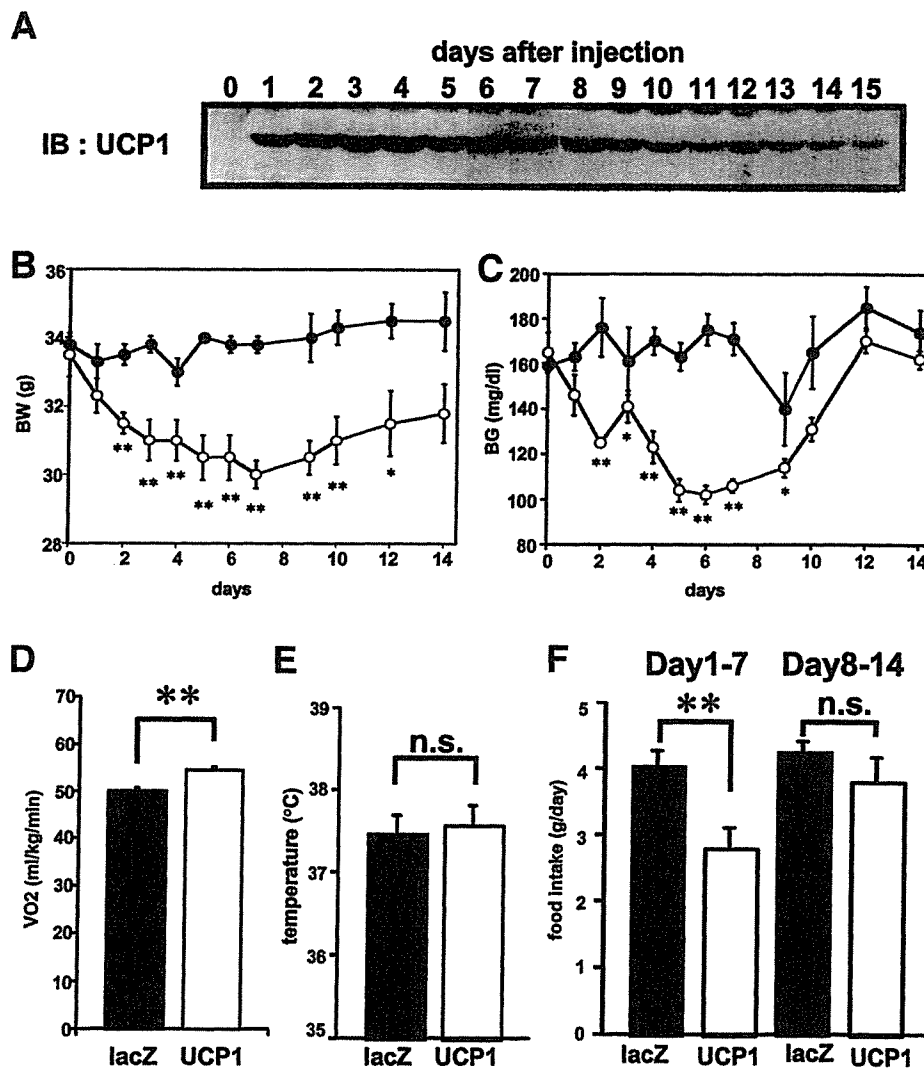 A
days after injection
0 1 2 3 4 5 6 7 8 9 10 11 12 13 14 15
IB : UCP1
B
36
34
32
30
28
BW (g)
0 2 4 6 8 10 12 14
days
** ** ** ** ** ** ** ** *
C
200
180
160
140
120
100
80
BG (mg/dl)
0 2 4 6 8 10 12 14
days
** * ** ** ** ** *
D
70
60
50
40
30
20
10
0
VO2 (ml/kg/min)
**
lacZ UCP1
E
39
38
37
36
35
temperature (°C)
n.s.
lacZ UCP1
F
Day1-7 Day8-14
5
4
3
2
1
0
food intake (g/day)
** n.s.
lacZ UCP1 lacZ UCP1